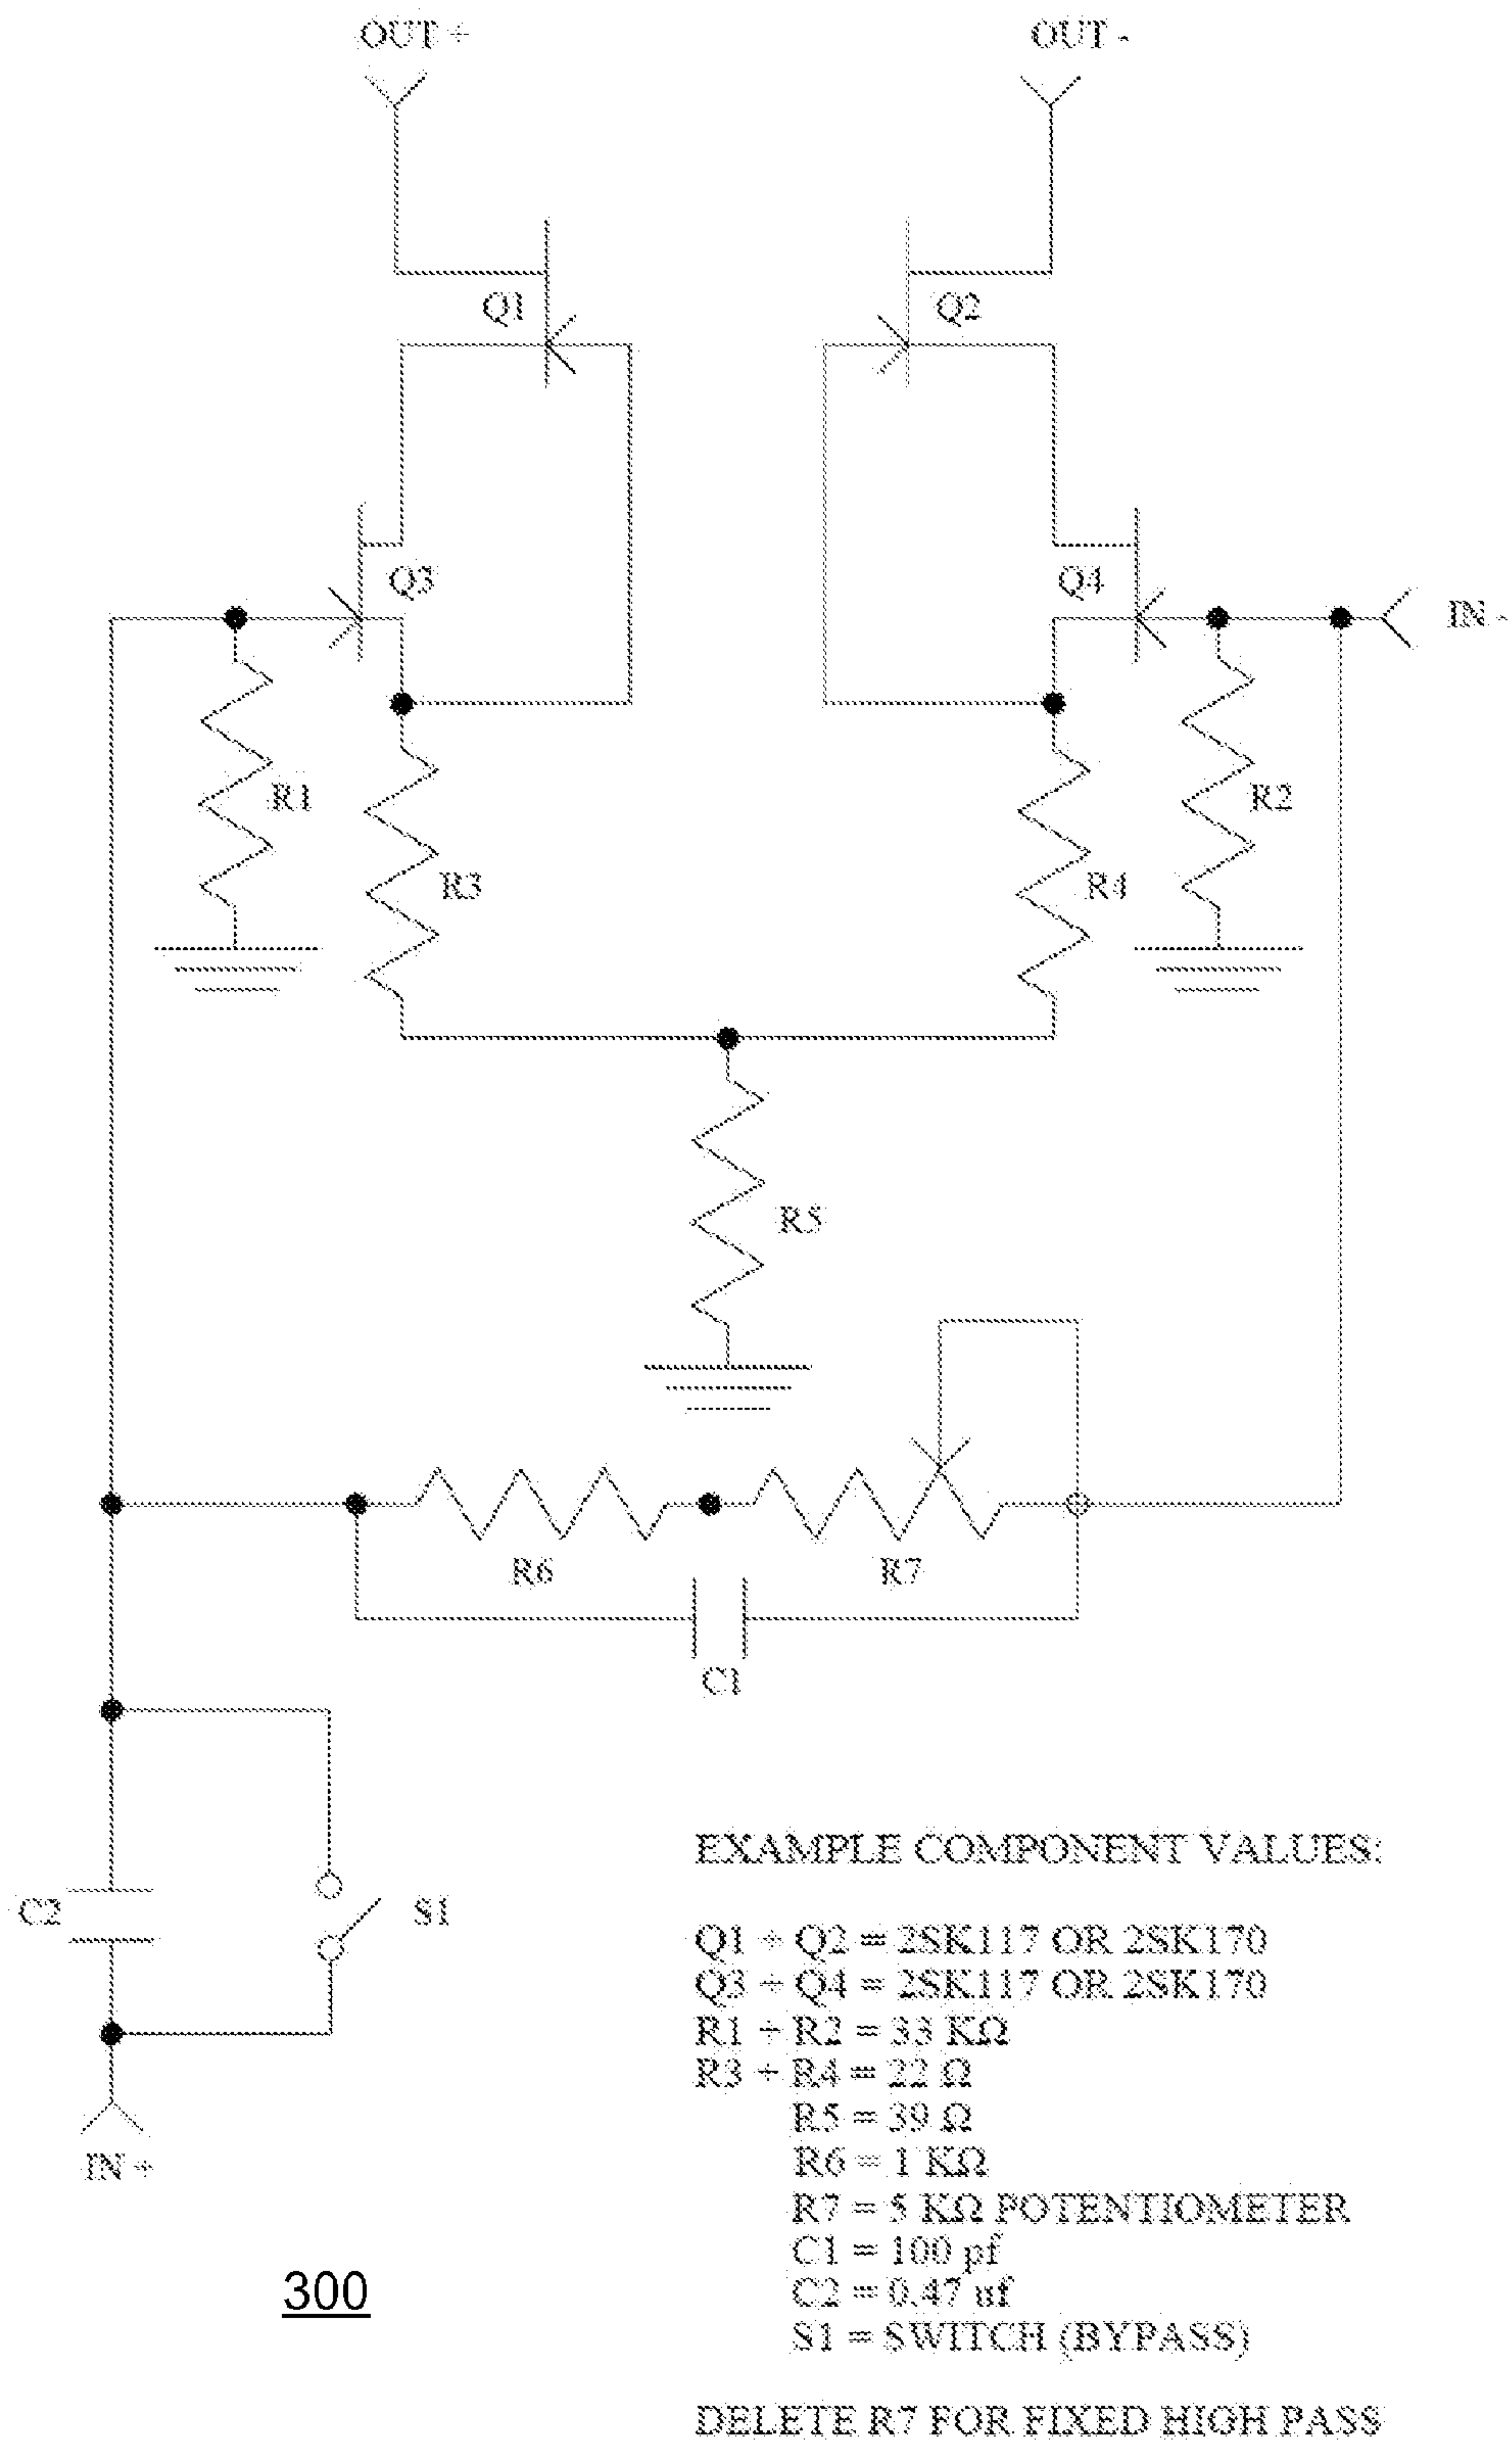 OUT +
OUT -
Q1
Q2
Q3
Q4
IN -
R1
R2
R3
R4
R5
R6
R7
C1
C2
S1
IN +
EXAMPLE COMPONENT VALUES:
Q1 + Q2 = 2SK117 OR 2SK170
Q3 + Q4 = 2SK117 OR 2SK170
R1 + R2 = 33 KΩ
R3 + R4 = 22 Ω
R5 = 39 Ω
R6 = 1 KΩ
R7 = 5 KΩ POTENTIOMETER
C1 = 100 pf
C2 = 0.47 uf
S1 = SWITCH (BYPASS)
300
DELETE R7 FOR FIXED HIGH PASS